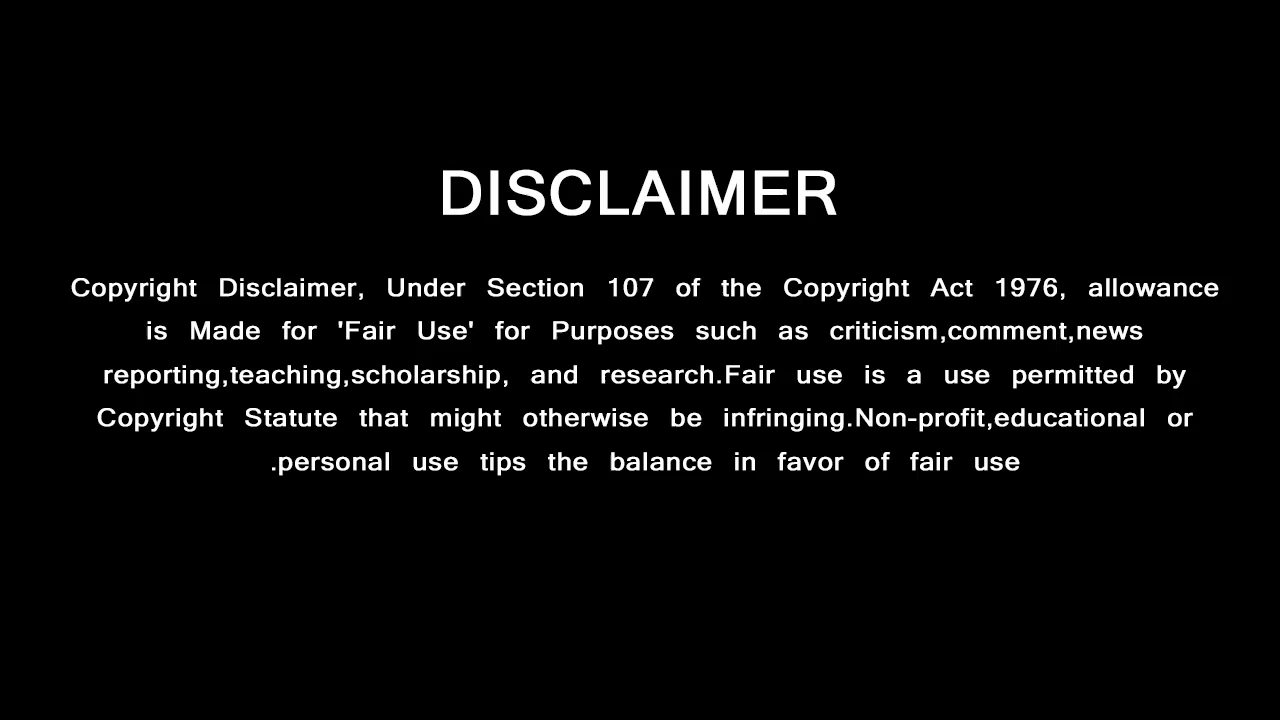 DISCLAIMER
Copyright Disclaimer, Under Section 107 of the Copyright Act 1976, allowance
is Made for 'Fair Use' for Purposes such as criticism,comment,news
reporting,teaching,scholarship, and research.Fair use is a use permitted by
Copyright Statute that might otherwise be infringing.Non-profit,educational or
.personal use tips the balance in favor of fair use